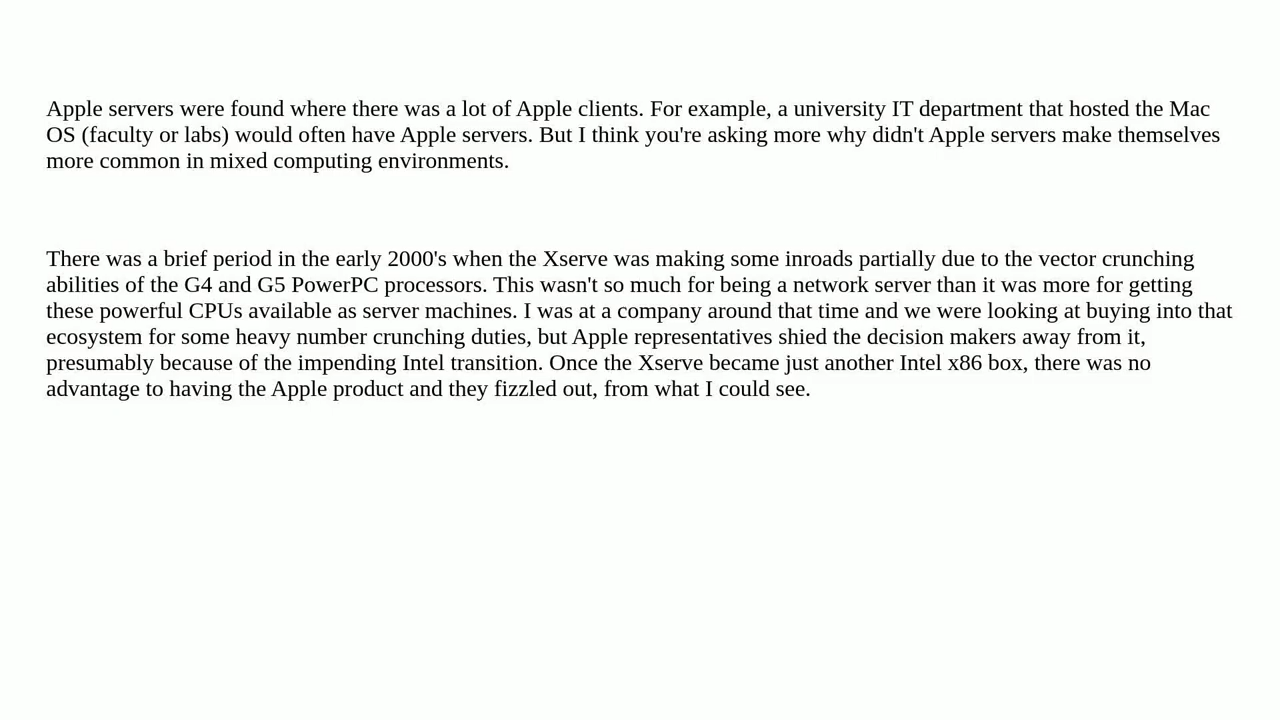 Apple servers were found where there was a lot of Apple clients. For example, a university IT department that hosted the Mac
OS (faculty or labs) would often have Apple servers. But I think you're asking more why didn't Apple servers make themselves
more common in mixed computing environments.
There was a brief period in the early 2000's when the Xserve was making some inroads partially due to the vector crunching
abilities of the G4 and G5 PowerPC processors. This wasn't so much for being a network server than it was more for getting
these powerful CPUs available as server machines. I was at a company around that time and we were looking at buying into that
ecosystem for some heavy number crunching duties, but Apple representatives shied the decision makers away from it,
presumably because of the impending Intel transition. Once the Xserve became just another Intel x86 box, there was no
advantage to having the Apple product and they fizzled out, from what I could see.